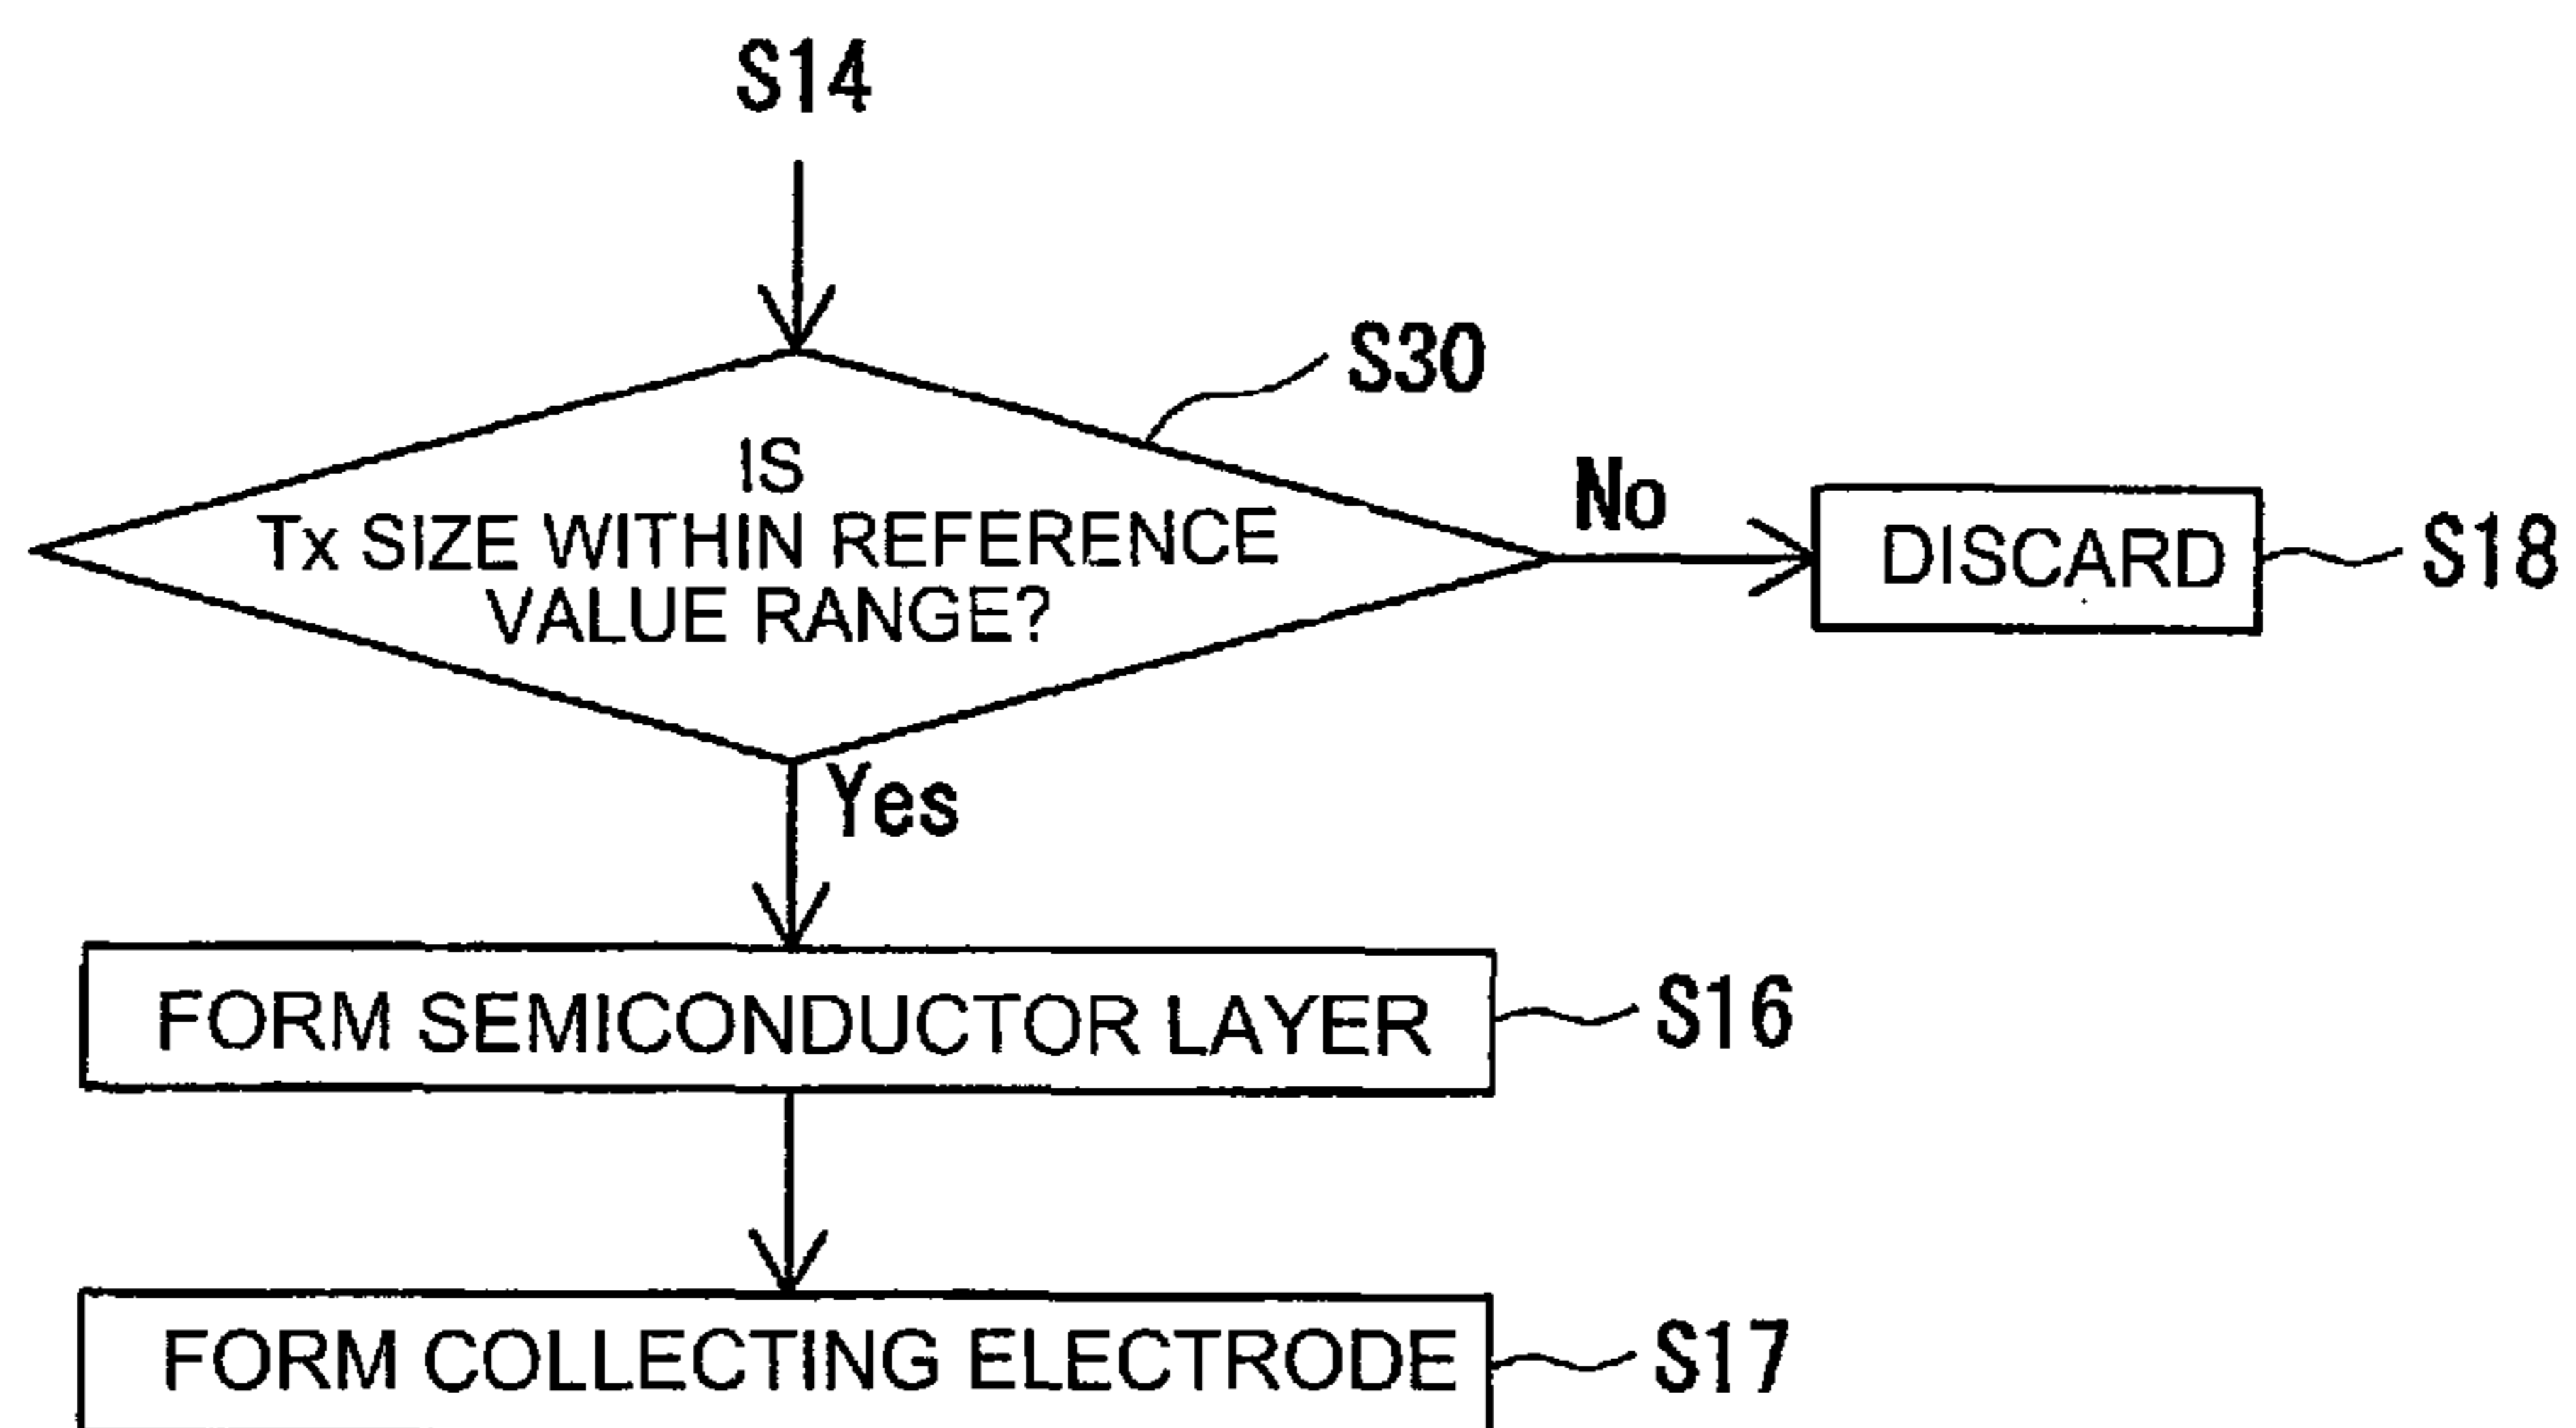 S14
S30
IS
Tx SIZE WITHIN REFERENCE
VALUE RANGE?
No
DISCARD
S18
Yes
FORM SEMICONDUCTOR LAYER
S16
FORM COLLECTING ELECTRODE
S17